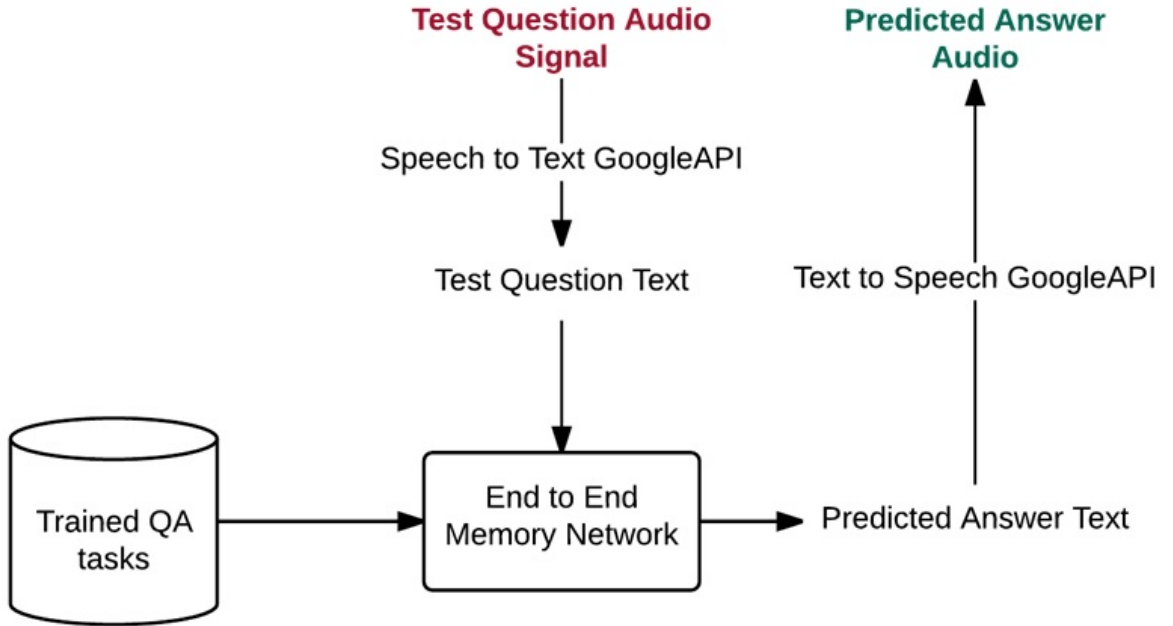 Test Question Audio
Signal
Predicted Answer
Audio
Speech to Text GoogleAPI
Test Question Text
Text to Speech GoogleAPI
Trained QA
tasks
End to End
Memory Network
Predicted Answer Text